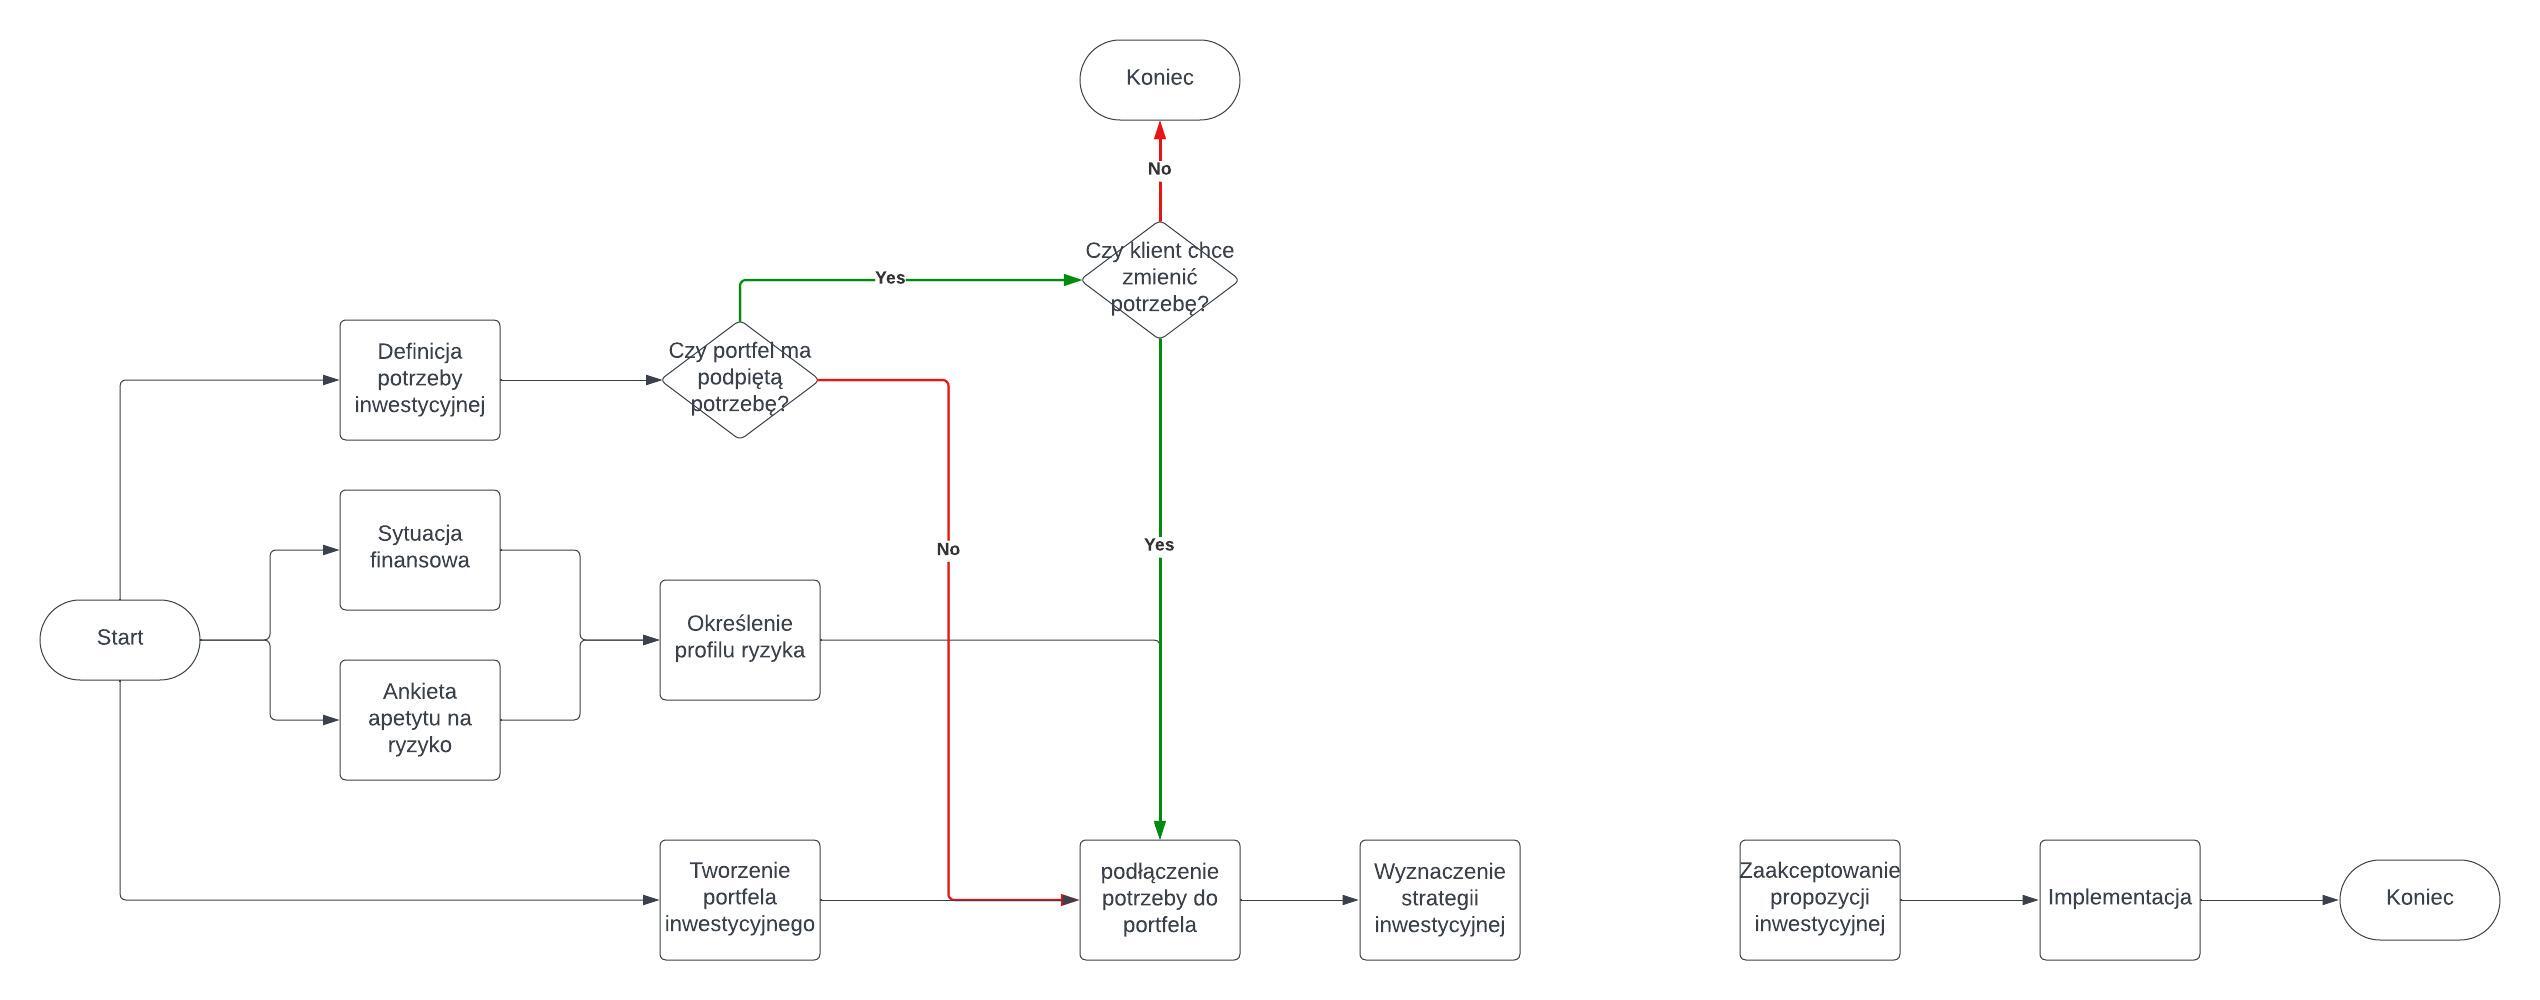 Koniec
No
Czy klient chce
zmienić
potrzebę?
Yes
Definicja
potrzeby
inwestycyjnej
Czy portfel ma
podpiętą
potrzebę?
Sytuacja
finansowa
No
Yes
Start
Określenie
profilu ryzyka
Ankieta
apetytu na
ryzyko
Tworzenie
portfela
inwestycyjnego
podłączenie
potrzeby do
portfela
Wyznaczenie
strategii
inwestycyjnej
Zaakceptowanie
propozycji
inwestycyjnej
Implementacja
Koniec